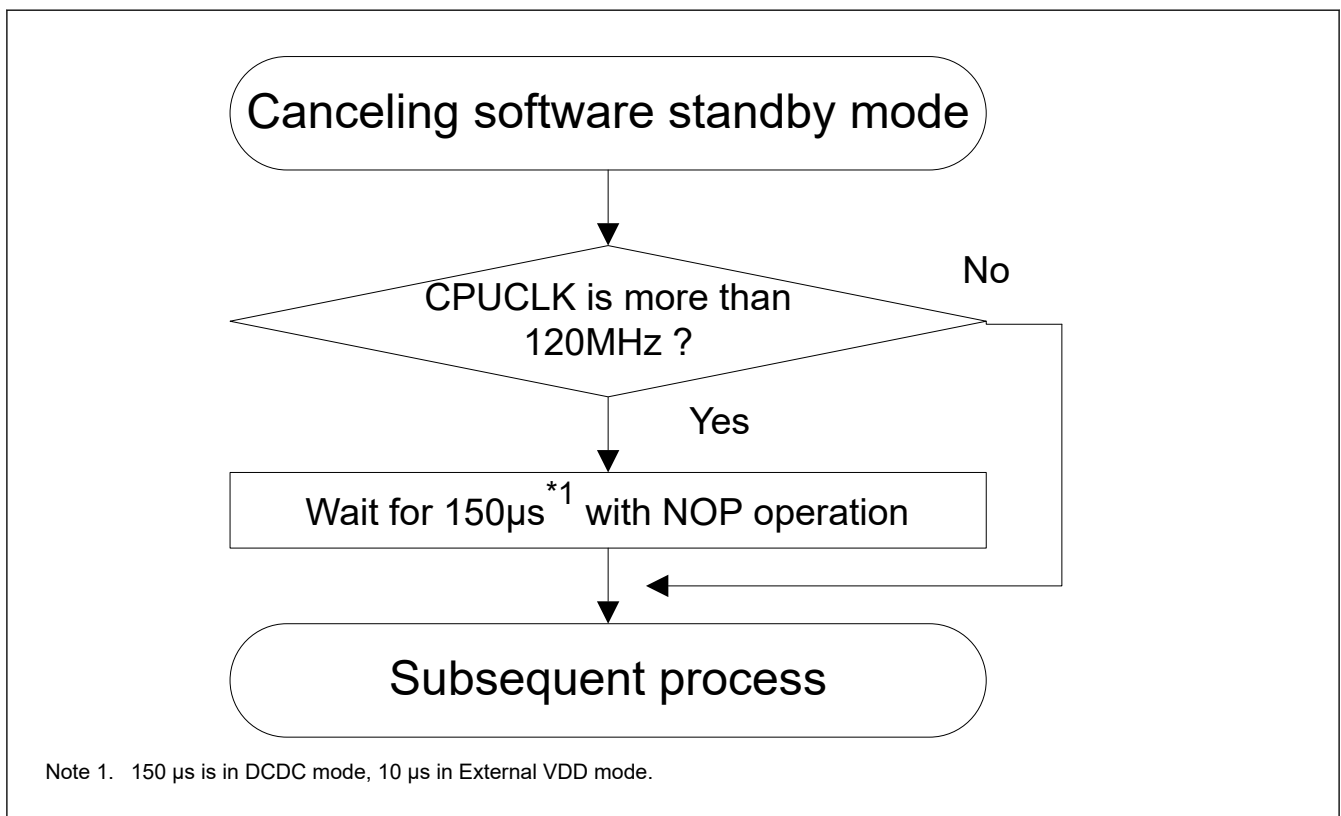 Canceling software standby mode
CPUCLK is more than
120MHz ?
No
Yes
Wait for 150µs*1 with NOP operation
Subsequent process
Note 1. 150 µs is in DCDC mode, 10 µs in External VDD mode.